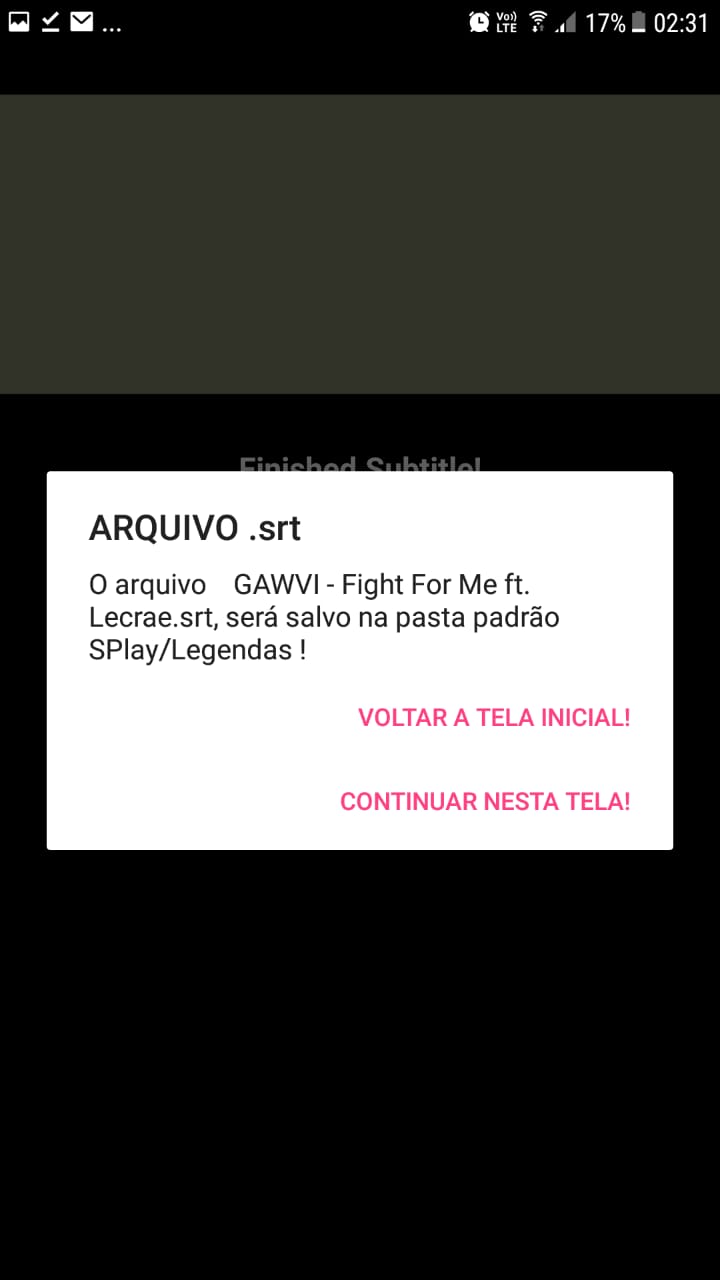 ... Vo)) LTE 17% 02:31
Finished Subtitle!
ARQUIVO .srt
O arquivo    GAWVI - Fight For Me ft.
Lecrae.srt, será salvo na pasta padrão
SPlay/Legendas !
VOLTAR A TELA INICIAL!
CONTINUAR NESTA TELA!